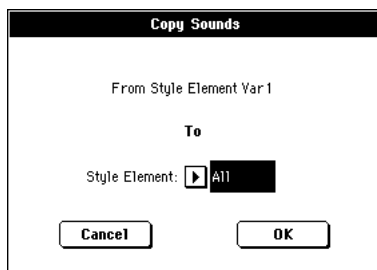 Copy Sounds
From Style Element Var1
To
Style Element: All
Cancel OK